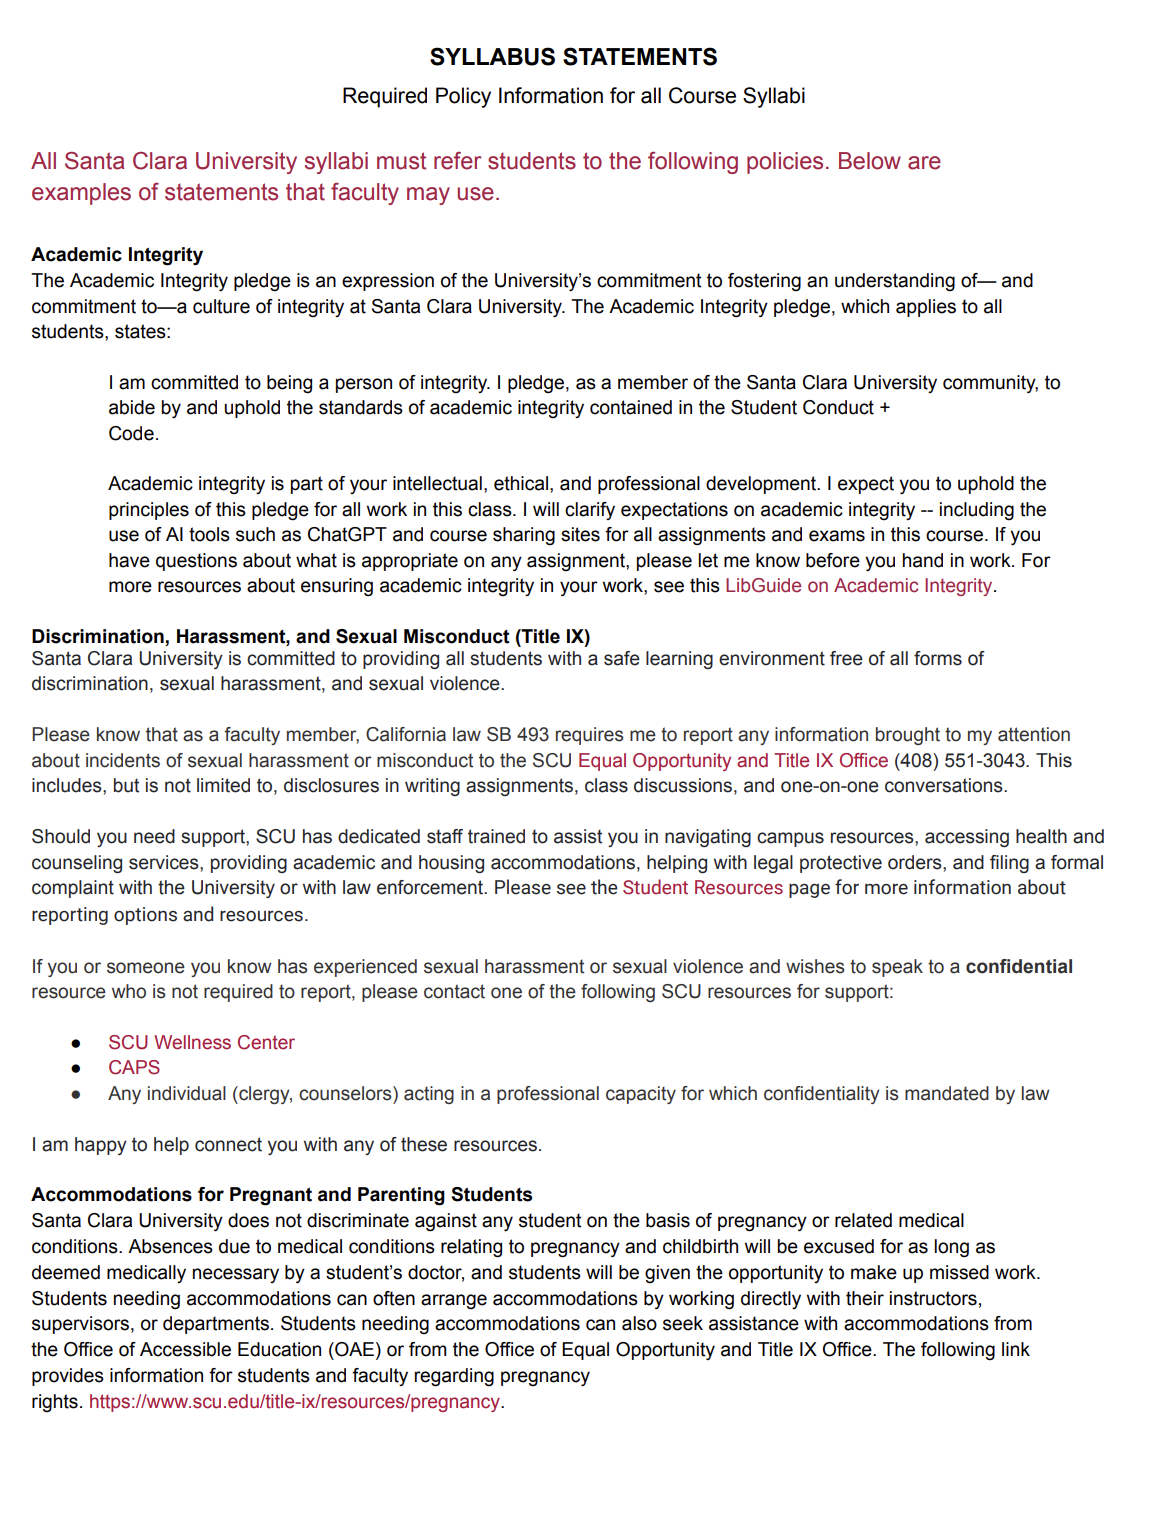 SYLLABUS STATEMENTS
Required Policy Information for all Course Syllabi
All Santa Clara University syllabi must refer students to the following policies. Below are
examples of statements that faculty may use.
Academic Integrity
The Academic Integrity pledge is an expression of the University’s commitment to fostering an understanding of— and
commitment to—a culture of integrity at Santa Clara University. The Academic Integrity pledge, which applies to all
students, states:
I am committed to being a person of integrity. I pledge, as a member of the Santa Clara University community, to
abide by and uphold the standards of academic integrity contained in the Student Conduct +
Code.
Academic integrity is part of your intellectual, ethical, and professional development. I expect you to uphold the
principles of this pledge for all work in this class. I will clarify expectations on academic integrity -- including the
use of AI tools such as ChatGPT and course sharing sites for all assignments and exams in this course. If you
have questions about what is appropriate on any assignment, please let me know before you hand in work. For
more resources about ensuring academic integrity in your work, see this LibGuide on Academic Integrity.
Discrimination, Harassment, and Sexual Misconduct (Title IX)
Santa Clara University is committed to providing all students with a safe learning environment free of all forms of
discrimination, sexual harassment, and sexual violence.
Please know that as a faculty member, California law SB 493 requires me to report any information brought to my attention
about incidents of sexual harassment or misconduct to the SCU Equal Opportunity and Title IX Office (408) 551-3043. This
includes, but is not limited to, disclosures in writing assignments, class discussions, and one-on-one conversations.
Should you need support, SCU has dedicated staff trained to assist you in navigating campus resources, accessing health and
counseling services, providing academic and housing accommodations, helping with legal protective orders, and filing a formal
complaint with the University or with law enforcement. Please see the Student Resources page for more information about
reporting options and resources.
If you or someone you know has experienced sexual harassment or sexual violence and wishes to speak to a confidential
resource who is not required to report, please contact one of the following SCU resources for support:
● SCU Wellness Center
● CAPS
● Any individual (clergy, counselors) acting in a professional capacity for which confidentiality is mandated by law
I am happy to help connect you with any of these resources.
Accommodations for Pregnant and Parenting Students
Santa Clara University does not discriminate against any student on the basis of pregnancy or related medical
conditions. Absences due to medical conditions relating to pregnancy and childbirth will be excused for as long as
deemed medically necessary by a student’s doctor, and students will be given the opportunity to make up missed work.
Students needing accommodations can often arrange accommodations by working directly with their instructors,
supervisors, or departments. Students needing accommodations can also seek assistance with accommodations from
the Office of Accessible Education (OAE) or from the Office of Equal Opportunity and Title IX Office. The following link
provides information for students and faculty regarding pregnancy
rights. https://www.scu.edu/title-ix/resources/pregnancy.